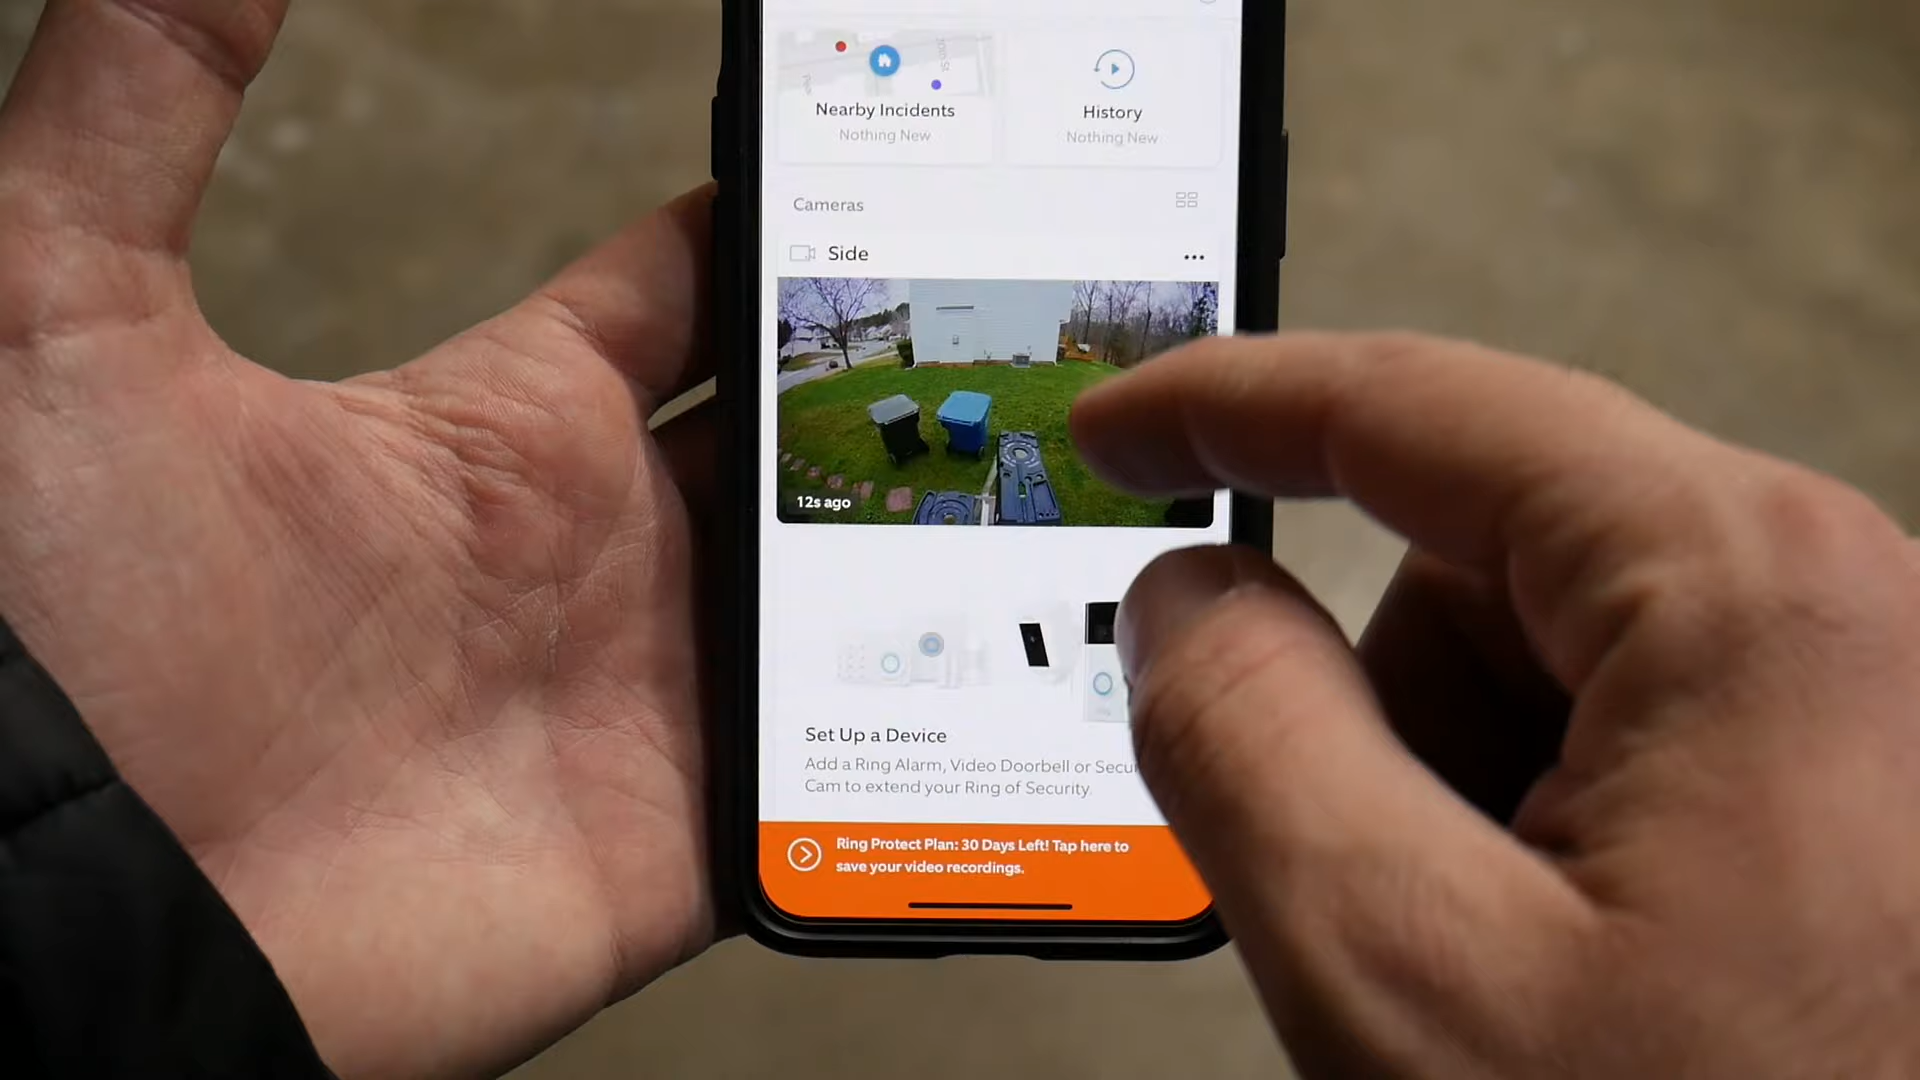 Nearby Incidents
Nothing New
History
Nothing New
Cameras
Side
12s ago
Set Up a Device
Add a Ring Alarm, Video Doorbell or
Cam to extend your Ring of Security.
Ring Protect Plan: 30 Days Left! Tap here to
save your video recordings.